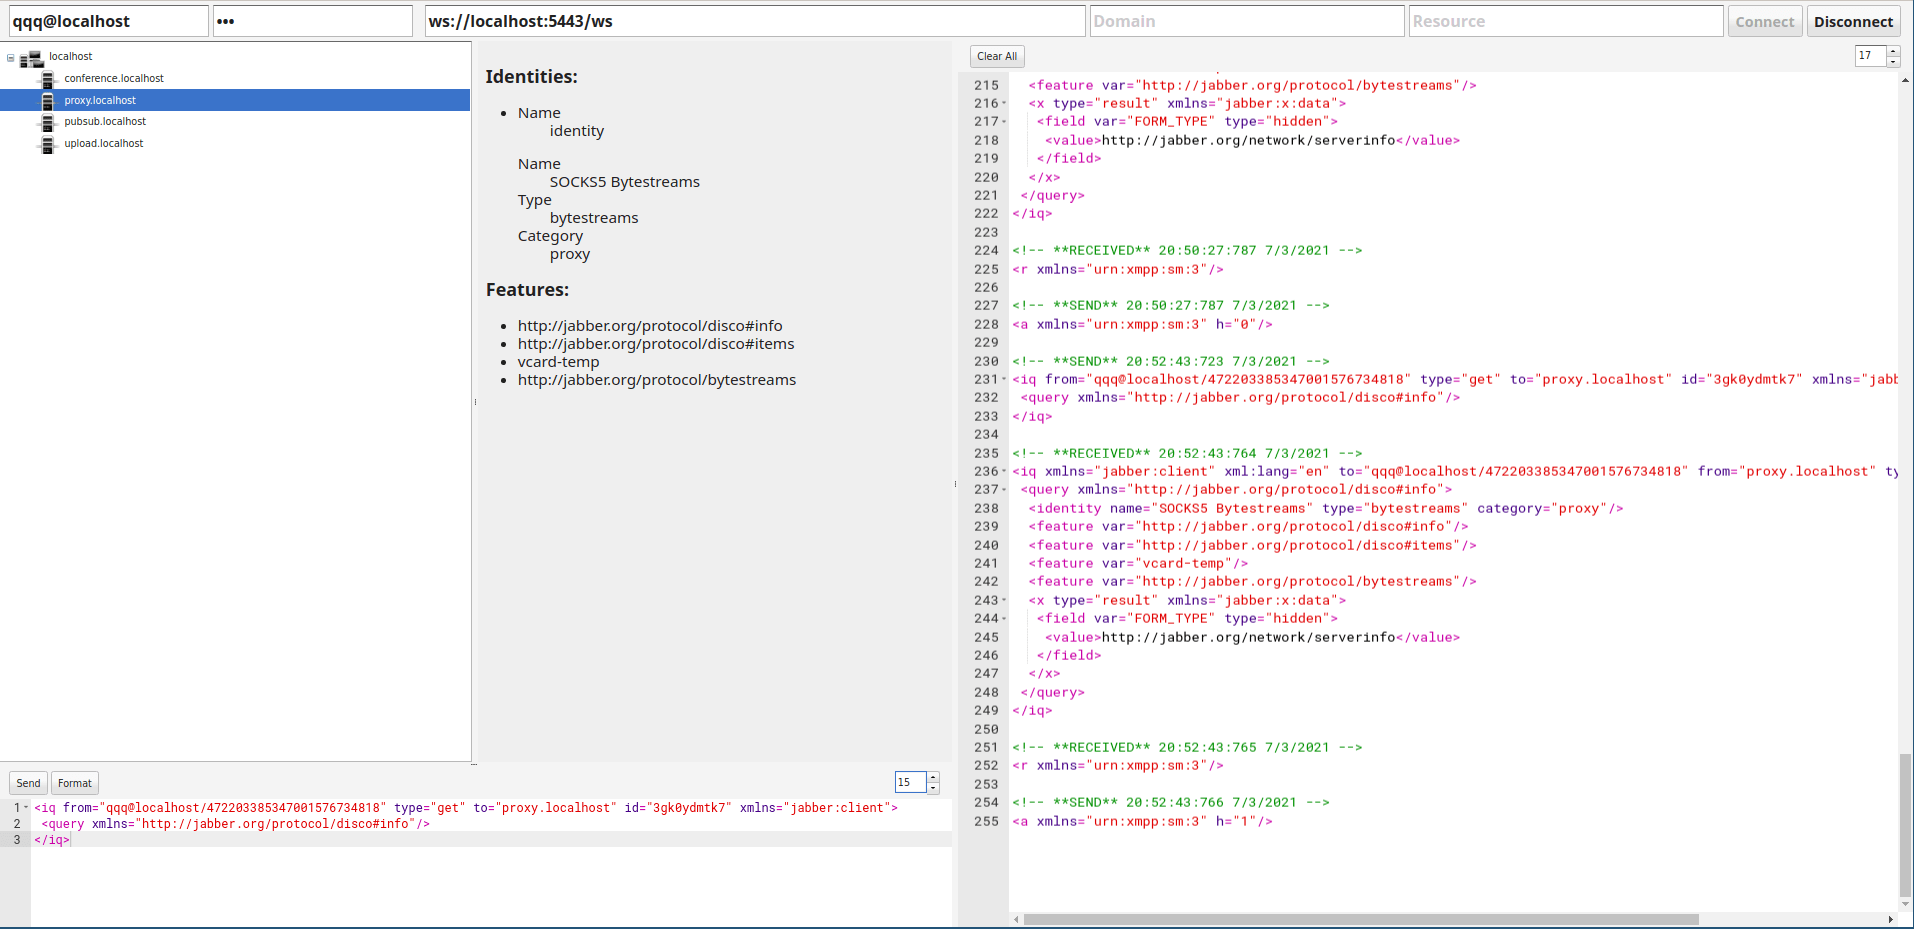 qqq@localhost ••• ws://localhost:5443/ws Domain Resource Connect Disconnect
localhost
conference.localhost
proxy.localhost
pubsub.localhost
upload.localhost
Identities:
Name
identity
Name
SOCKS5 Bytestreams
Type
bytestreams
Category
proxy
Features:
http://jabber.org/protocol/disco#info
http://jabber.org/protocol/disco#items
vcard-temp
http://jabber.org/protocol/bytestreams
Send Format 15
1 <iq from="qqq@localhost/472203385347001576734818" type="get" to="proxy.localhost" id="3gk0ydmtk7" xmlns="jabber:client">
2 <query xmlns="http://jabber.org/protocol/disco#info"/>
3 </iq>
Clear All 17
215 <feature var="http://jabber.org/protocol/bytestreams"/>
216 <x type="result" xmlns="jabber:x:data">
217 <field var="FORM_TYPE" type="hidden">
218 <value>http://jabber.org/network/serverinfo</value>
219 </field>
220 </x>
221 </query>
222 </iq>
223
224 <!-- **RECEIVED** 20:50:27:787 7/3/2021 -->
225 <r xmlns="urn:xmpp:sm:3"/>
226
227 <!-- **SEND** 20:50:27:787 7/3/2021 -->
228 <a xmlns="urn:xmpp:sm:3" h="0"/>
229
230 <!-- **SEND** 20:52:43:723 7/3/2021 -->
231 <iq from="qqq@localhost/472203385347001576734818" type="get" to="proxy.localhost" id="3gk0ydmtk7" xmlns="jabb
232 <query xmlns="http://jabber.org/protocol/disco#info"/>
233 </iq>
234
235 <!-- **RECEIVED** 20:52:43:764 7/3/2021 -->
236 <iq xmlns="jabber:client" xml:lang="en" to="qqq@localhost/472203385347001576734818" from="proxy.localhost" ty
237 <query xmlns="http://jabber.org/protocol/disco#info">
238 <identity name="SOCKS5 Bytestreams" type="bytestreams" category="proxy"/>
239 <feature var="http://jabber.org/protocol/disco#info"/>
240 <feature var="http://jabber.org/protocol/disco#items"/>
241 <feature var="vcard-temp"/>
242 <feature var="http://jabber.org/protocol/bytestreams"/>
243 <x type="result" xmlns="jabber:x:data">
244 <field var="FORM_TYPE" type="hidden">
245 <value>http://jabber.org/network/serverinfo</value>
246 </field>
247 </x>
248 </query>
249 </iq>
250
251 <!-- **RECEIVED** 20:52:43:765 7/3/2021 -->
252 <r xmlns="urn:xmpp:sm:3"/>
253
254 <!-- **SEND** 20:52:43:766 7/3/2021 -->
255 <a xmlns="urn:xmpp:sm:3" h="1"/>